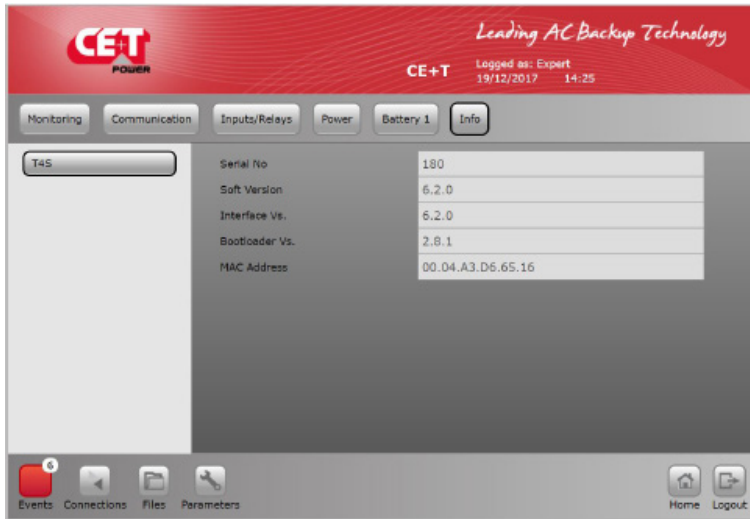 CE+T
POWER
Leading AC Backup Technology
CE+T
Logged as: Expert
19/12/2017 14:25
Monitoring Communication Inputs/Relays Power Battery 1 Info
T4S
Serial No 180
Soft Version 6.2.0
Interface Vs. 6.2.0
Bootloader Vs. 2.8.1
MAC Address 00.04.A3.D6.65.16
6
Events Connections Files Parameters Home Logout